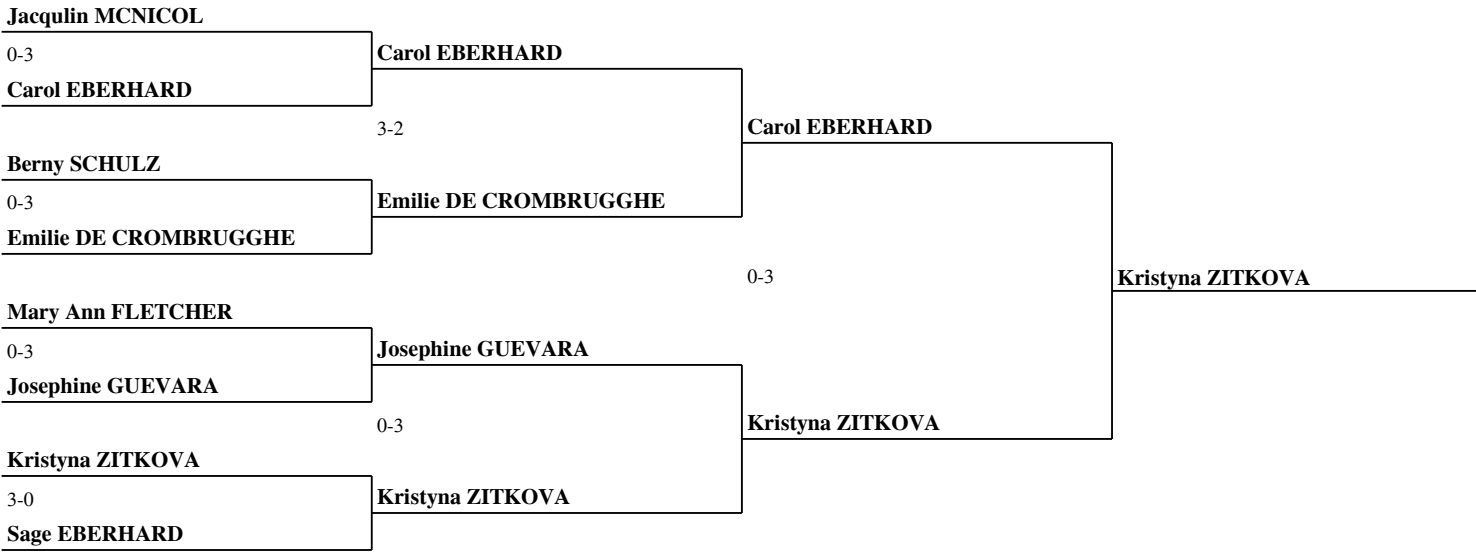 Jacqulin MCNICOL
0-3
Carol EBERHARD
Carol EBERHARD
3-2
Carol EBERHARD
Berny SCHULZ
0-3
Emilie DE CROMBRUGGHE
Emilie DE CROMBRUGGHE
0-3
Kristyna ZITKOVA
Mary Ann FLETCHER
0-3
Josephine GUEVARA
Josephine GUEVARA
0-3
Kristyna ZITKOVA
Kristyna ZITKOVA
3-0
Kristyna ZITKOVA
Sage EBERHARD